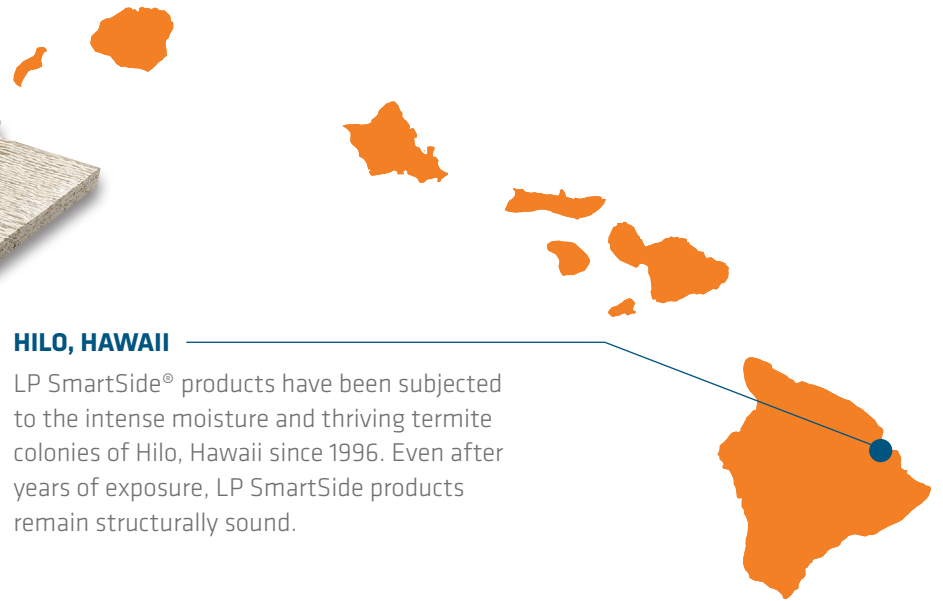 HILO, HAWAII
LP SmartSide® products have been subjected
to the intense moisture and thriving termite
colonies of Hilo, Hawaii since 1996. Even after
years of exposure, LP SmartSide products
remain structurally sound.